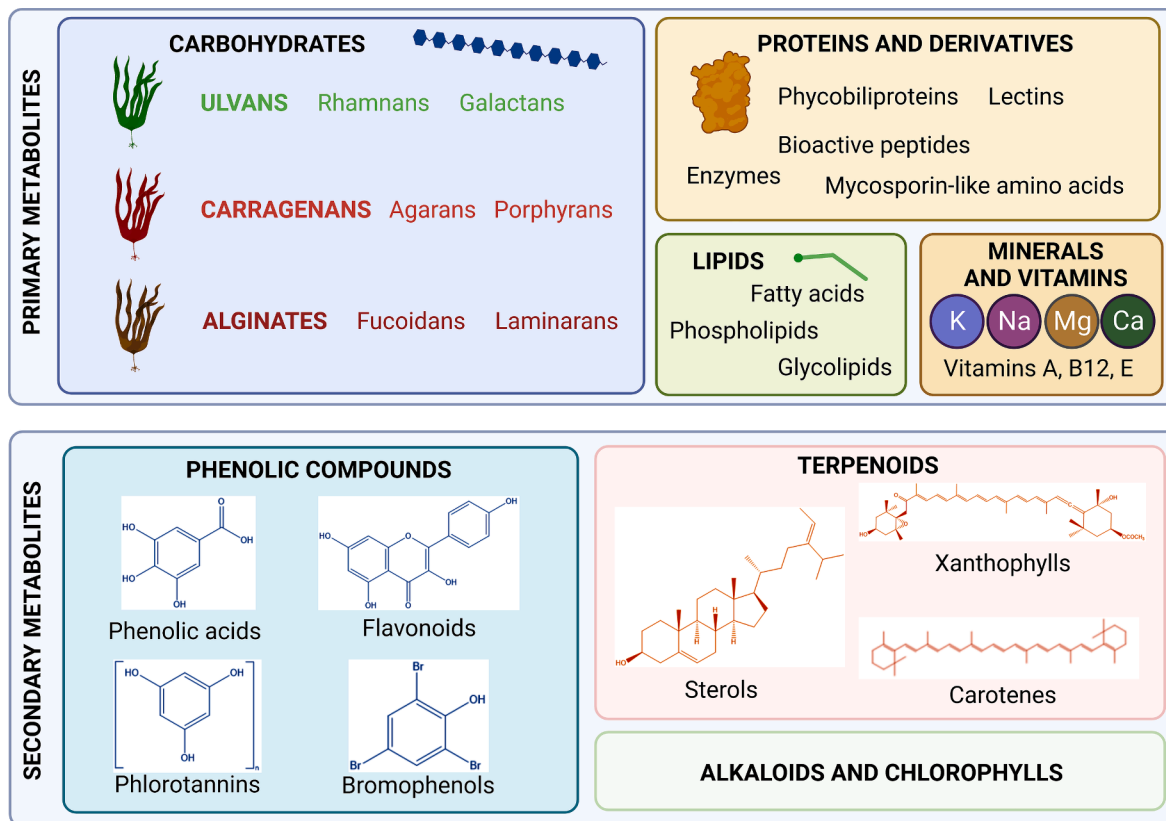 PRIMARY METABOLITES
CARBOHYDRATES
ULVANS Rhamnans Galactans
CARRAGENANS Agarans Porphyrans
ALGINATES Fucoidans Laminarans
PROTEINS AND DERIVATIVES
Phycobiliproteins Lectins
Bioactive peptides
Enzymes
Mycosporin-like amino acids
LIPIDS
Fatty acids
Phospholipids
Glycolipids
MINERALS
AND VITAMINS
K Na Mg Ca
Vitamins A, B12, E
SECONDARY METABOLITES
PHENOLIC COMPOUNDS
O
HO
OH
HO
OH
Phenolic acids
OH
HO
O
OH
OH
O
Flavonoids
HO
OH
OH
n
Phlorotannins
Br
OH
Br
Br
Bromophenols
TERPENOIDS
H
H
H
HO
Sterols
O
OH
O
HO
OCOCH3
Xanthophylls
Carotenes
ALKALOIDS AND CHLOROPHYLLS